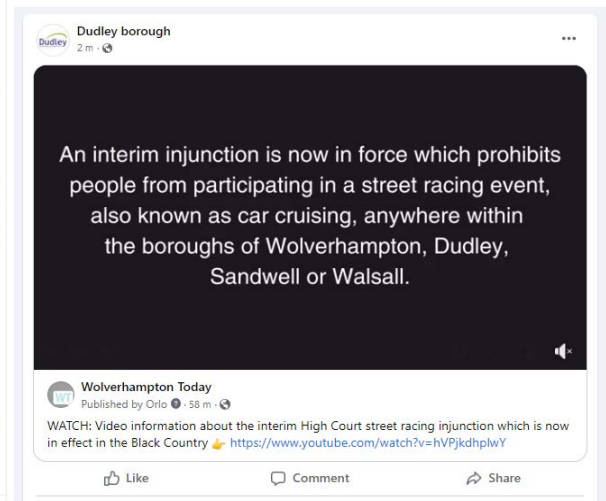 Dudley
Dudley borough
2 m ·
An interim injunction is now in force which prohibits
people from participating in a street racing event,
also known as car cruising, anywhere within
the boroughs of Wolverhampton, Dudley,
Sandwell or Walsall.
WT
Wolverhampton Today
Published by Orlo · 58 m ·
WATCH: Video information about the interim High Court street racing injunction which is now
in effect in the Black Country 👉 https://www.youtube.com/watch?v=hVPjkdhplwY
Like Comment Share